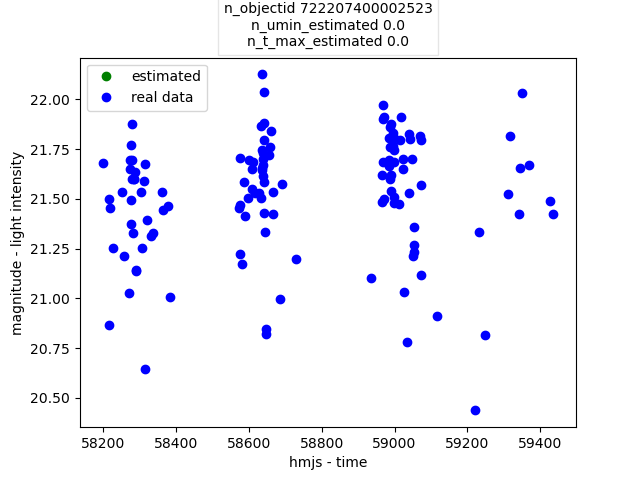 n_objectid 722207400002523
n_umin_estimated 0.0
n_t_max_estimated 0.0
estimated
real data
magnitude - light intensity
22.00
21.75
21.50
21.25
21.00
20.75
20.50
58200 58400 58600 58800 59000 59200 59400
hmjs - time